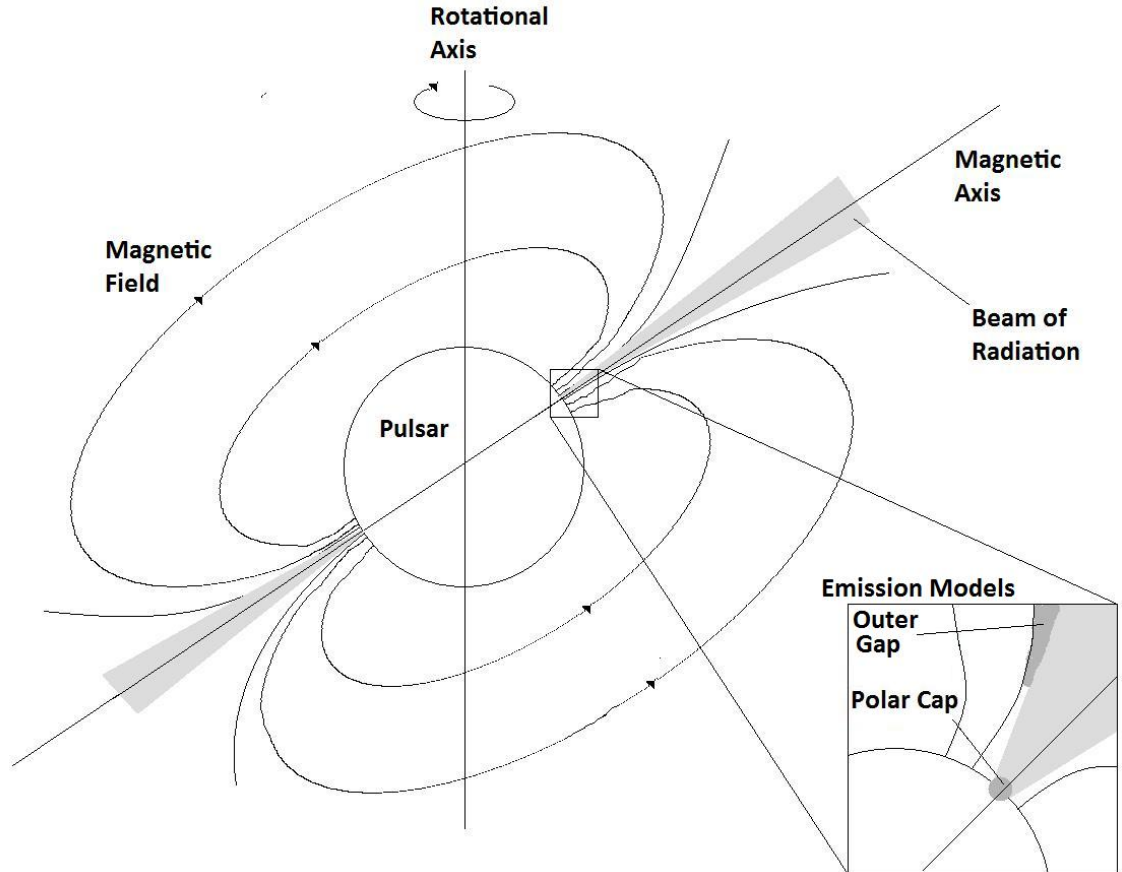 Rotational
Axis
Magnetic
Axis
Magnetic
Field
Beam of
Radiation
Pulsar
Emission Models
Outer
Gap
Polar Cap